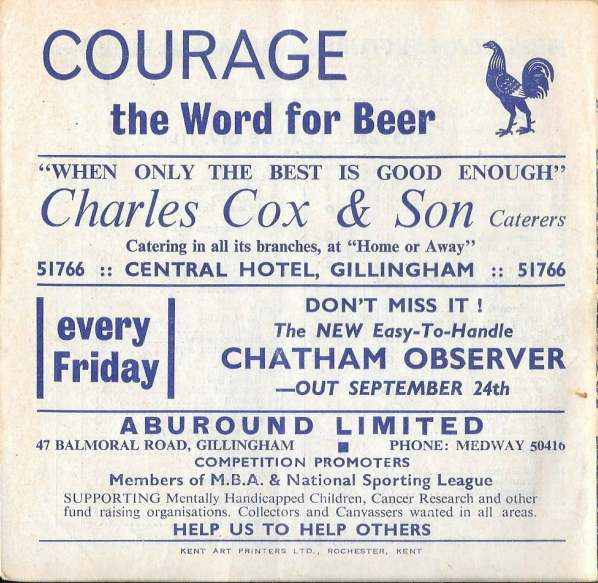 COURAGE
the Word for Beer
"WHEN ONLY THE BEST IS GOOD ENOUGH"
Charles Cox & Son Caterers
Catering in all its branches, at "Home or Away"
51766 :: CENTRAL HOTEL, GILLINGHAM :: 51766
every
Friday
DON'T MISS IT !
The NEW Easy-To-Handle
CHATHAM OBSERVER
—OUT SEPTEMBER 24th
ABUROUND LIMITED
47 BALMORAL ROAD, GILLINGHAM ■ PHONE: MEDWAY 50416
COMPETITION PROMOTERS
Members of M.B.A. & National Sporting League
SUPPORTING Mentally Handicapped Children, Cancer Research and other
fund raising organisations. Collectors and Canvassers wanted in all areas.
HELP US TO HELP OTHERS
KENT ART PRINTERS LTD., ROCHESTER, KENT